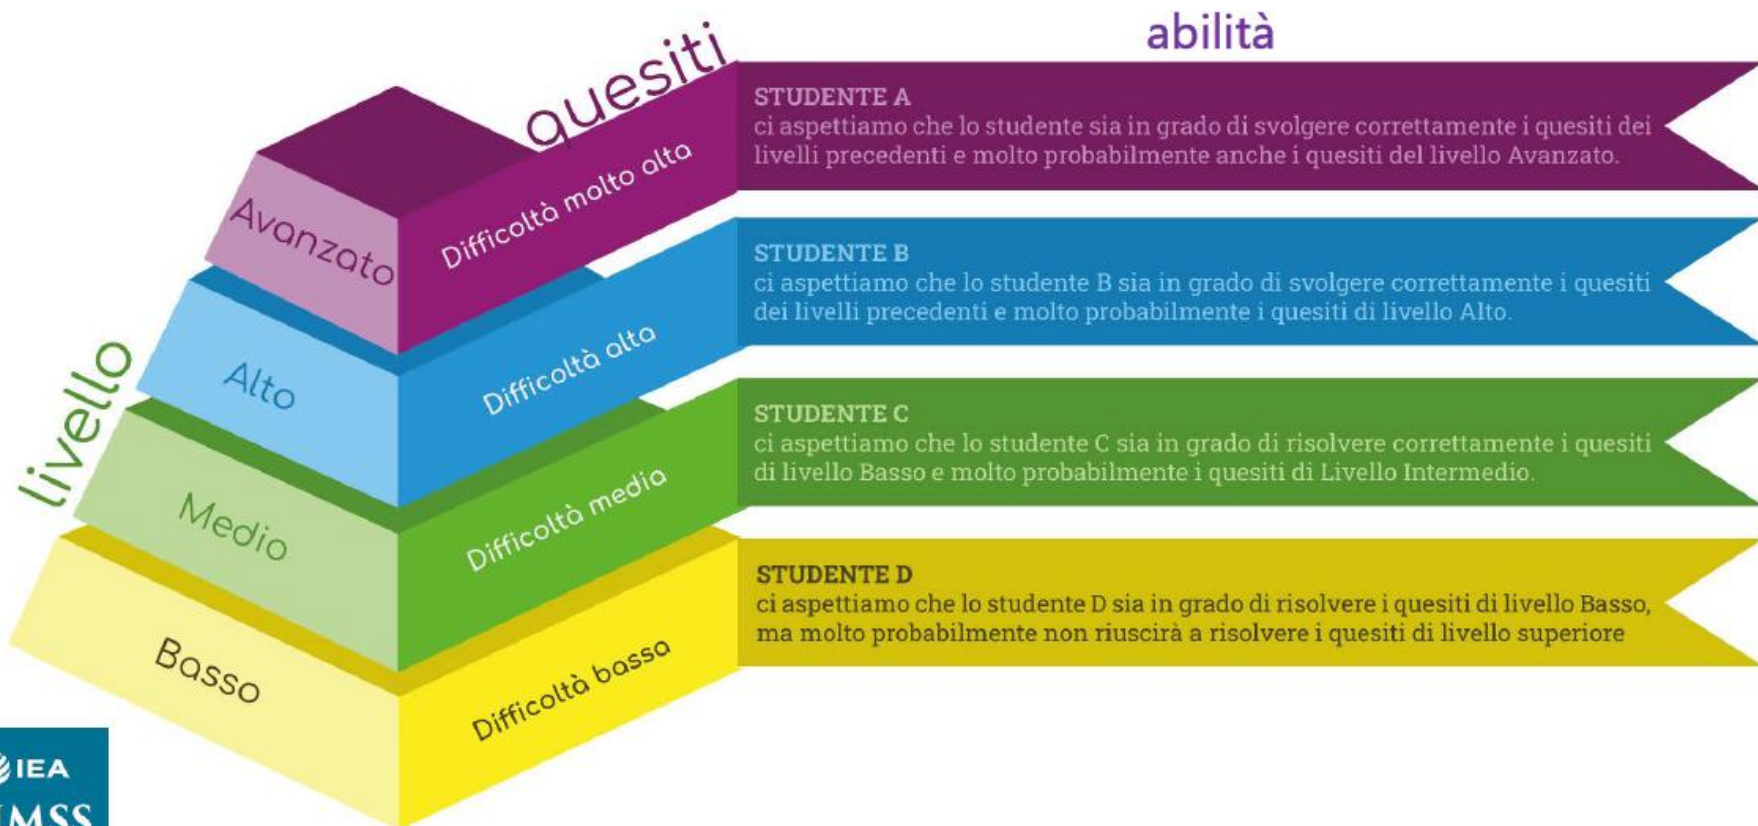 abilità
quesiti
livello
Avanzato
Difficoltà molto alta
STUDENTE A
ci aspettiamo che lo studente sia in grado di svolgere correttamente i quesiti dei
livelli precedenti e molto probabilmente anche i quesiti del livello Avanzato.
Alto
Difficoltà alta
STUDENTE B
ci aspettiamo che lo studente B sia in grado di svolgere correttamente i quesiti
dei livelli precedenti e molto probabilmente i quesiti di livello Alto.
Medio
Difficoltà media
STUDENTE C
ci aspettiamo che lo studente C sia in grado di risolvere correttamente i quesiti
di livello Basso e molto probabilmente i quesiti di Livello Intermedio.
Basso
Difficoltà bassa
STUDENTE D
ci aspettiamo che lo studente D sia in grado di risolvere i quesiti di livello Basso,
ma molto probabilmente non riuscirà a risolvere i quesiti di livello superiore
IEA